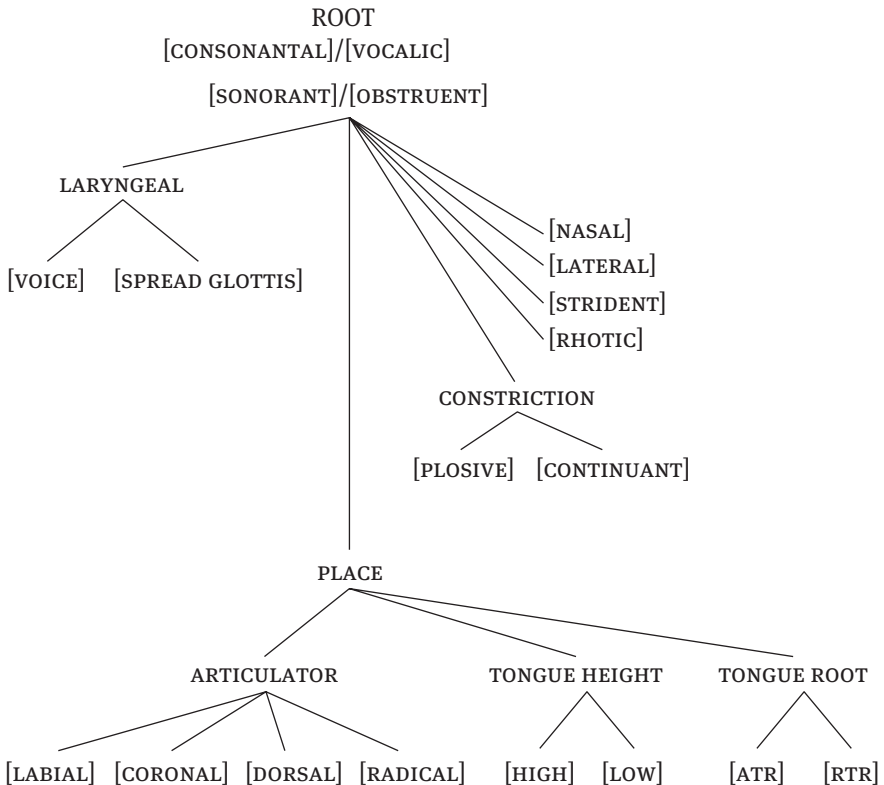 ROOT
[CONSONANTAL]/[VOCALIC]
[SONORANT]/[OBSTRUENT]
LARYNGEAL
[NASAL]
[LATERAL]
[VOICE] [SPREAD GLOTTIS]
[STRIDENT]
[RHOTIC]
CONSTRICTION
[PLOSIVE] [CONTINUANT]
PLACE
ARTICULATOR TONGUE HEIGHT TONGUE ROOT
[LABIAL] [CORONAL] [DORSAL] [RADICAL] [HIGH] [LOW] [ATR] [RTR]